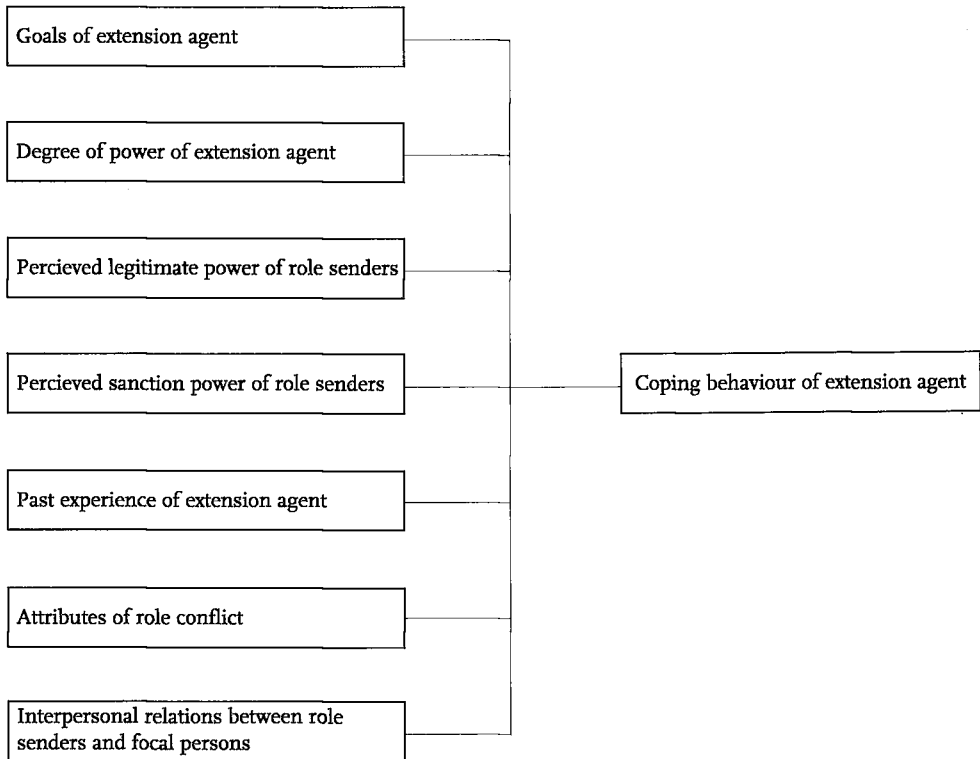 Goals of extension agent
Degree of power of extension agent
Percieved legitimate power of role senders
Percieved sanction power of role senders
Coping behaviour of extension agent
Past experience of extension agent
Attributes of role conflict
Interpersonal relations between role
senders and focal persons